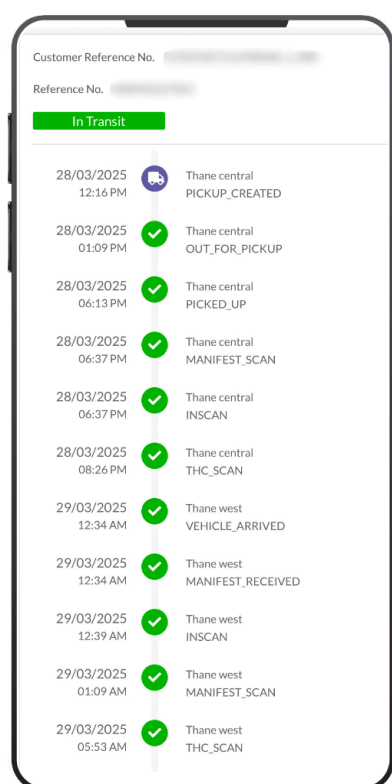 Customer Reference No.
Reference No.
In Transit
28/03/2025 Thane central
12:16 PM PICKUP_CREATED
28/03/2025 Thane central
01:09 PM OUT_FOR_PICKUP
28/03/2025 Thane central
06:13 PM PICKED_UP
28/03/2025 Thane central
06:37 PM MANIFEST_SCAN
28/03/2025 Thane central
06:37 PM INSCAN
28/03/2025 Thane central
08:26 PM THC_SCAN
29/03/2025 Thane west
12:34 AM VEHICLE_ARRIVED
29/03/2025 Thane west
12:34 AM MANIFEST_RECEIVED
29/03/2025 Thane west
12:39 AM INSCAN
29/03/2025 Thane west
01:09 AM MANIFEST_SCAN
29/03/2025 Thane west
05:53 AM THC_SCAN